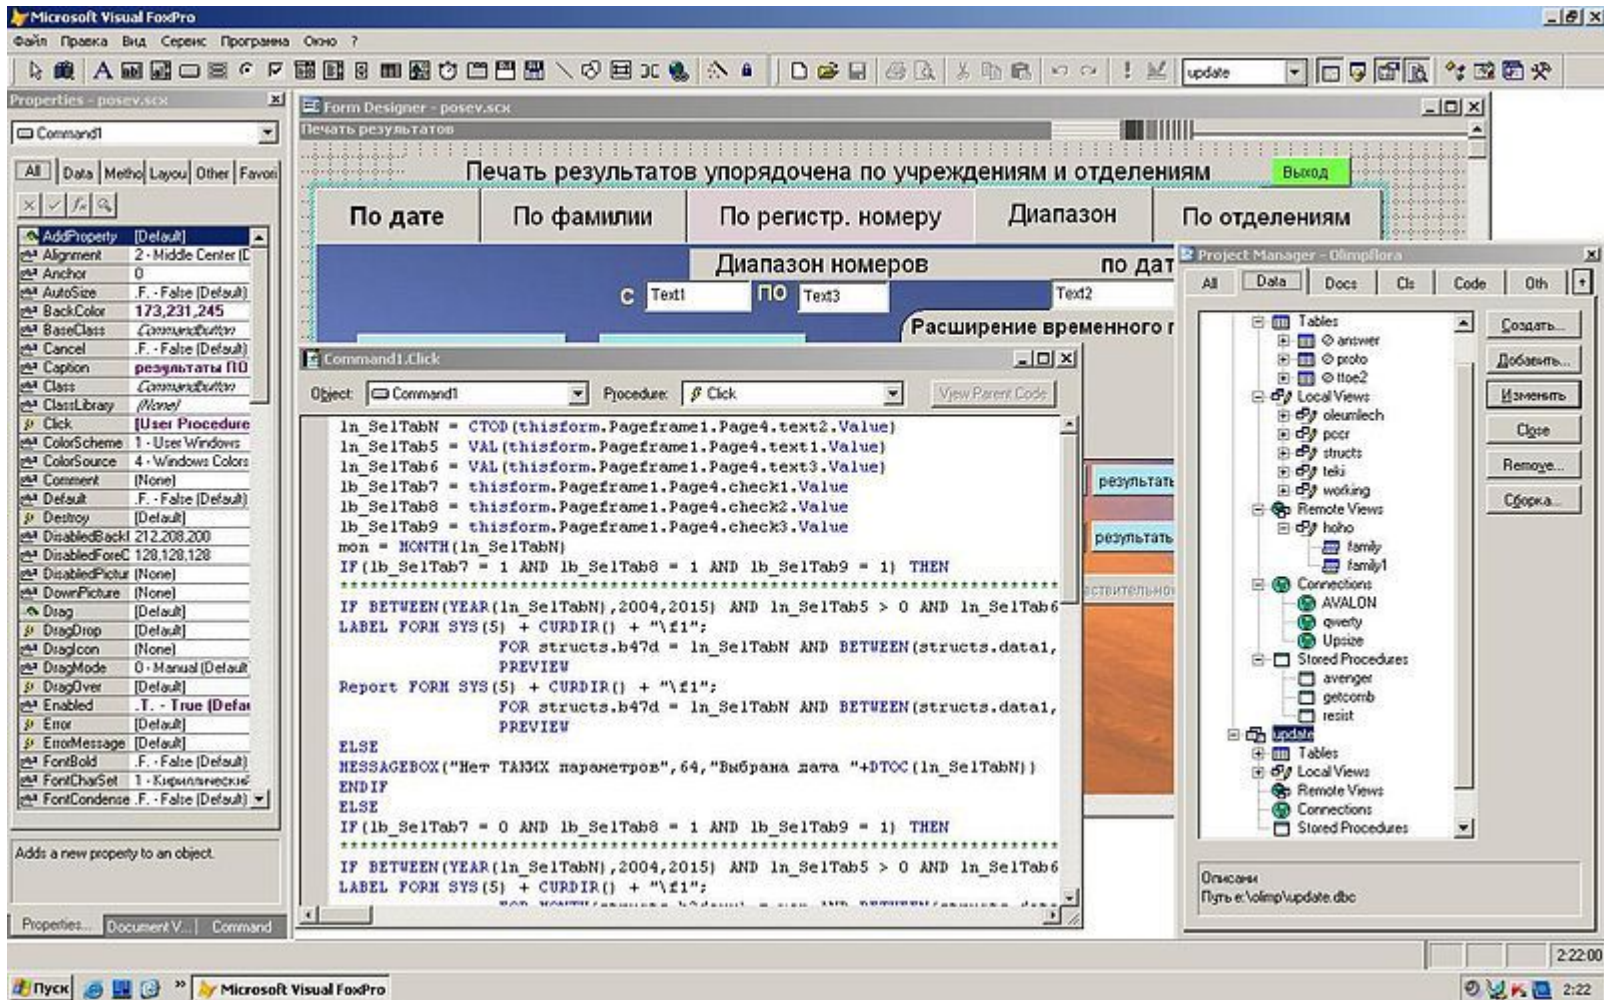 Microsoft Visual FoxPro
Файл Правка Вид Сервис Программа Окно ?
update
Properties - posev.scx
Command1
All Data Metho Layou Other Favori
AddProperty [Default]
Alignment 2 - Middle Center (D
Anchor 0
AutoSize .F. - False (Default)
BackColor 173,231,245
BaseClass Commandbutton
Cancel .F. - False (Default)
Caption результаты ПО
Class Commandbutton
ClassLibrary (None)
Click [User Procedure
ColorScheme 1 - User Windows
ColorSource 4 - Windows Colors
Comment (None)
Default .F. - False (Default)
Destroy [Default]
DisabledBackl 212,208,200
DisabledForeC 128,128,128
DisabledPictur (None)
DownPicture (None)
Drag [Default]
DragDrop [Default]
DragIcon (None)
DragMode 0 - Manual (Default
DragOver [Default]
Enabled .T. - True (Defau
Error [Default]
ErrorMessage [Default]
FontBold .F. - False (Default)
FontCharSet 1 - Кириллический
FontCondense .F. - False (Default)
Adds a new property to an object.
Properties... Document V... Command
Form Designer - posev.scx
Печать результатов
Печать результатов упорядочена по учреждениям и отделениям
Выход
По дате По фамилии По регистр. номеру Диапазон По отделениям
Диапазон номеров по дат
С Text1 ПО Text3 Text2
Расширение временного п
результать
результать
Command1.Click
Object: Command1 Procedure: Click View Parent Code
ln_SelTabN = CTOD(thisform.Pageframe1.Page4.text2.Value)
ln_SelTab5 = VAL(thisform.Pageframe1.Page4.text1.Value)
ln_SelTab6 = VAL(thisform.Pageframe1.Page4.text3.Value)
lb_SelTab7 = thisform.Pageframe1.Page4.check1.Value
lb_SelTab8 = thisform.Pageframe1.Page4.check2.Value
lb_SelTab9 = thisform.Pageframe1.Page4.check3.Value
mon = MONTH(ln_SelTabN)
IF(lb_SelTab7 = 1 AND lb_SelTab8 = 1 AND lb_SelTab9 = 1) THEN
IF BETWEEN(YEAR(ln_SelTabN),2004,2015) AND ln_SelTab5 > 0 AND ln_SelTab6
LABEL FORM SYS(5) + CURDIR() + "\f1";
FOR structs.b47d = ln_SelTabN AND BETWEEN(structs.data1,
PREVIEW
Report FORM SYS(5) + CURDIR() + "\f1";
FOR structs.b47d = ln_SelTabN AND BETWEEN(structs.data1,
PREVIEW
ELSE
MESSAGEBOX("Нет ТАКИХ параметров",64,"Выбрана дата "+DTOC(ln_SelTabN))
ENDIF
ELSE
IF(lb_SelTab7 = 0 AND lb_SelTab8 = 1 AND lb_SelTab9 = 1) THEN
IF BETWEEN(YEAR(ln_SelTabN),2004,2015) AND ln_SelTab5 > 0 AND ln_SelTab6
LABEL FORM SYS(5) + CURDIR() + "\f1";
Project Manager - Olimpflora
All Data Docs Cls Code Oth
Tables
answer
proto
ttoe2
Local Views
oleumlech
pocr
structs
teki
working
Remote Views
hoho
family
family1
Connections
AVALON
qwerty
Upsize
Stored Procedures
avenger
getcomb
resist
update
Tables
Local Views
Remote Views
Connections
Stored Procedures
Создать...
Добавить...
Изменить
Close
Remove...
Сборка...
Описани
Путь e:\olimp\update.dbc
2:22:00
Пуск » Microsoft Visual FoxPro 2:22